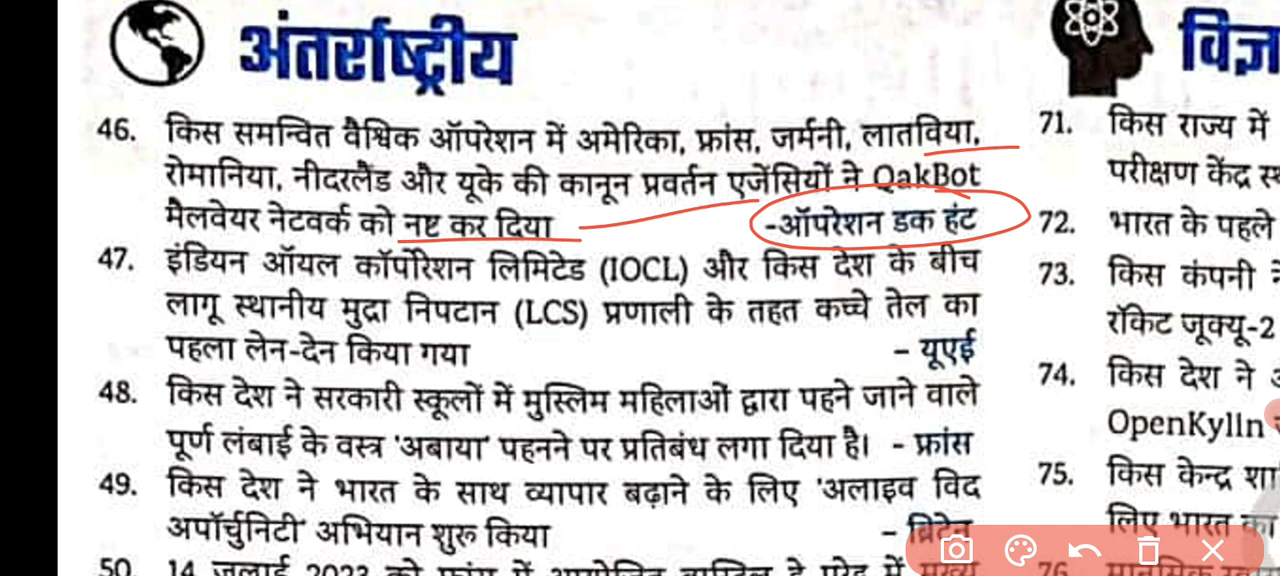 अंतर्राष्ट्रीय
46. किस समन्वित वैश्विक ऑपरेशन में अमेरिका, फ्रांस, जर्मनी, लातविया,
रोमानिया, नीदरलैंड और यूके की कानून प्रवर्तन एजेंसियों ने QakBot
मैलवेयर नेटवर्क को नष्ट कर दिया -ऑपरेशन डक हंट
47. इंडियन ऑयल कॉर्पोरेशन लिमिटेड (IOCL) और किस देश के बीच
लागू स्थानीय मुद्रा निपटान (LCS) प्रणाली के तहत कच्चे तेल का
पहला लेन-देन किया गया – यूएई
48. किस देश ने सरकारी स्कूलों में मुस्लिम महिलाओं द्वारा पहने जाने वाले
पूर्ण लंबाई के वस्त्र 'अबाया' पहनने पर प्रतिबंध लगा दिया है। - फ्रांस
49. किस देश ने भारत के साथ व्यापार बढ़ाने के लिए 'अलाइव विद
अपॉर्चुनिटी' अभियान शुरू किया – ब्रिटेन
50. 14 जुलाई 2023 को फ्रांस में आयोजित बास्तिल डे परेड में मुख्य
71. किस राज्य में
परीक्षण केंद्र
72. भारत के पहले
73. किस कंपनी ने
रॉकेट जूक्यू-2
74. किस देश ने
OpenKylin
75. किस केन्द्र
लिए भारत का
76.